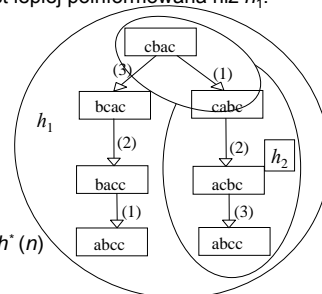 st lepiej poinformowana niż h₁.
cbac
(3) (1)
bcac cabc
h₁
(2) (2)
bacc acbc h₂
(1) (3)
h*(n) abcc abcc